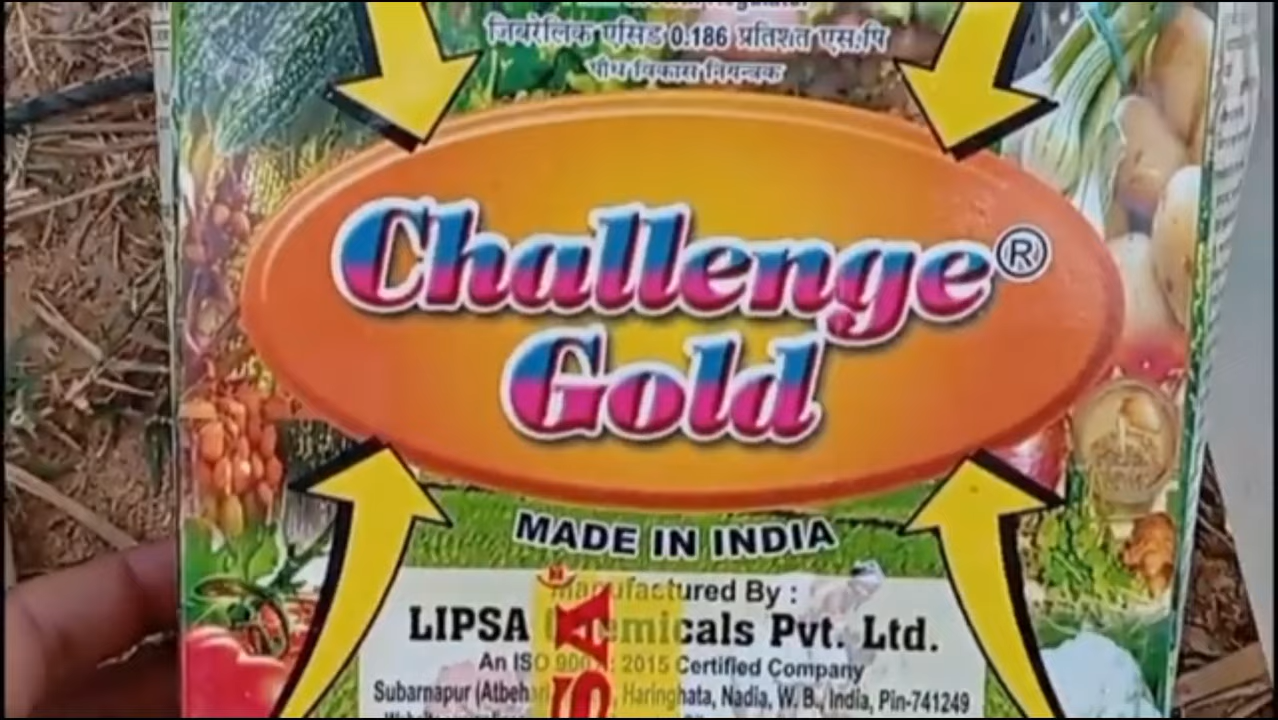 जिबरेलिक एसिड 0.186 प्रतिशत एस.पि
पौध विकास नियन्त्रक
Challenge®
Gold
MADE IN INDIA
Manufactured By :
LIPSA Chemicals Pvt. Ltd.
An ISO 9001 : 2015 Certified Company
Subarnapur (Atbehari), Haringhata, Nadia, W. B., India, Pin-741249
SA